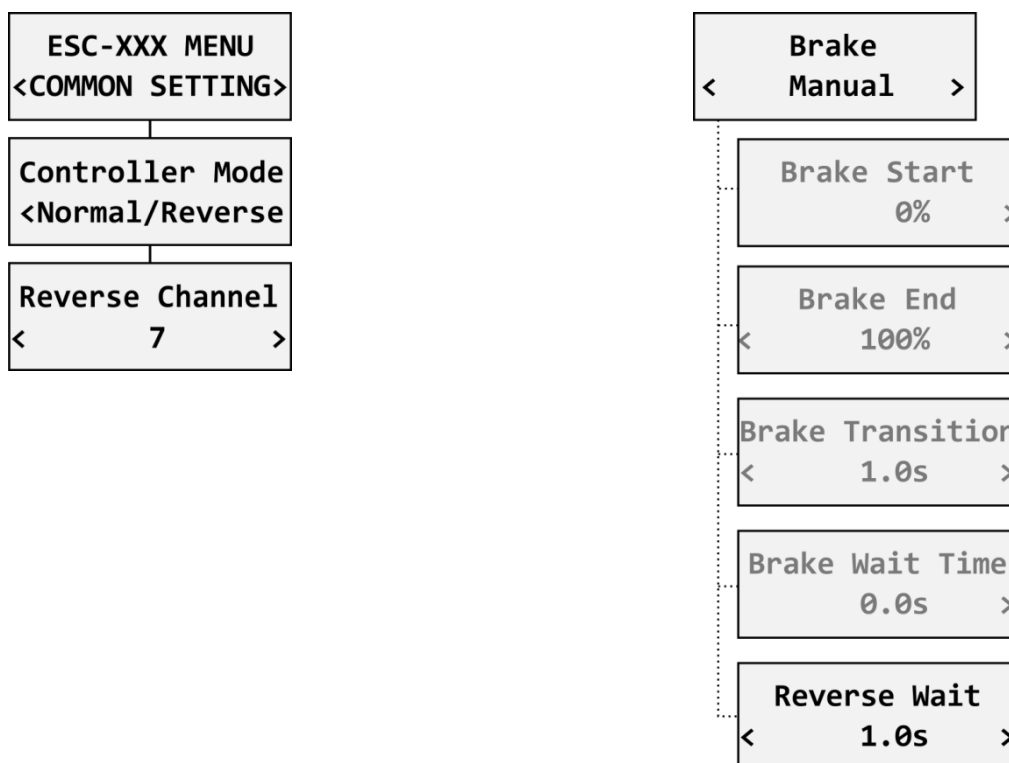 ESC-XXX MENU
<COMMON SETTING>
Controller Mode
<Normal/Reverse
Reverse Channel
< 7 >
Brake
< Manual >
Brake Start
0% >
Brake End
< 100% >
Brake Transition
< 1.0s >
Brake Wait Time
0.0s >
Reverse Wait
< 1.0s >